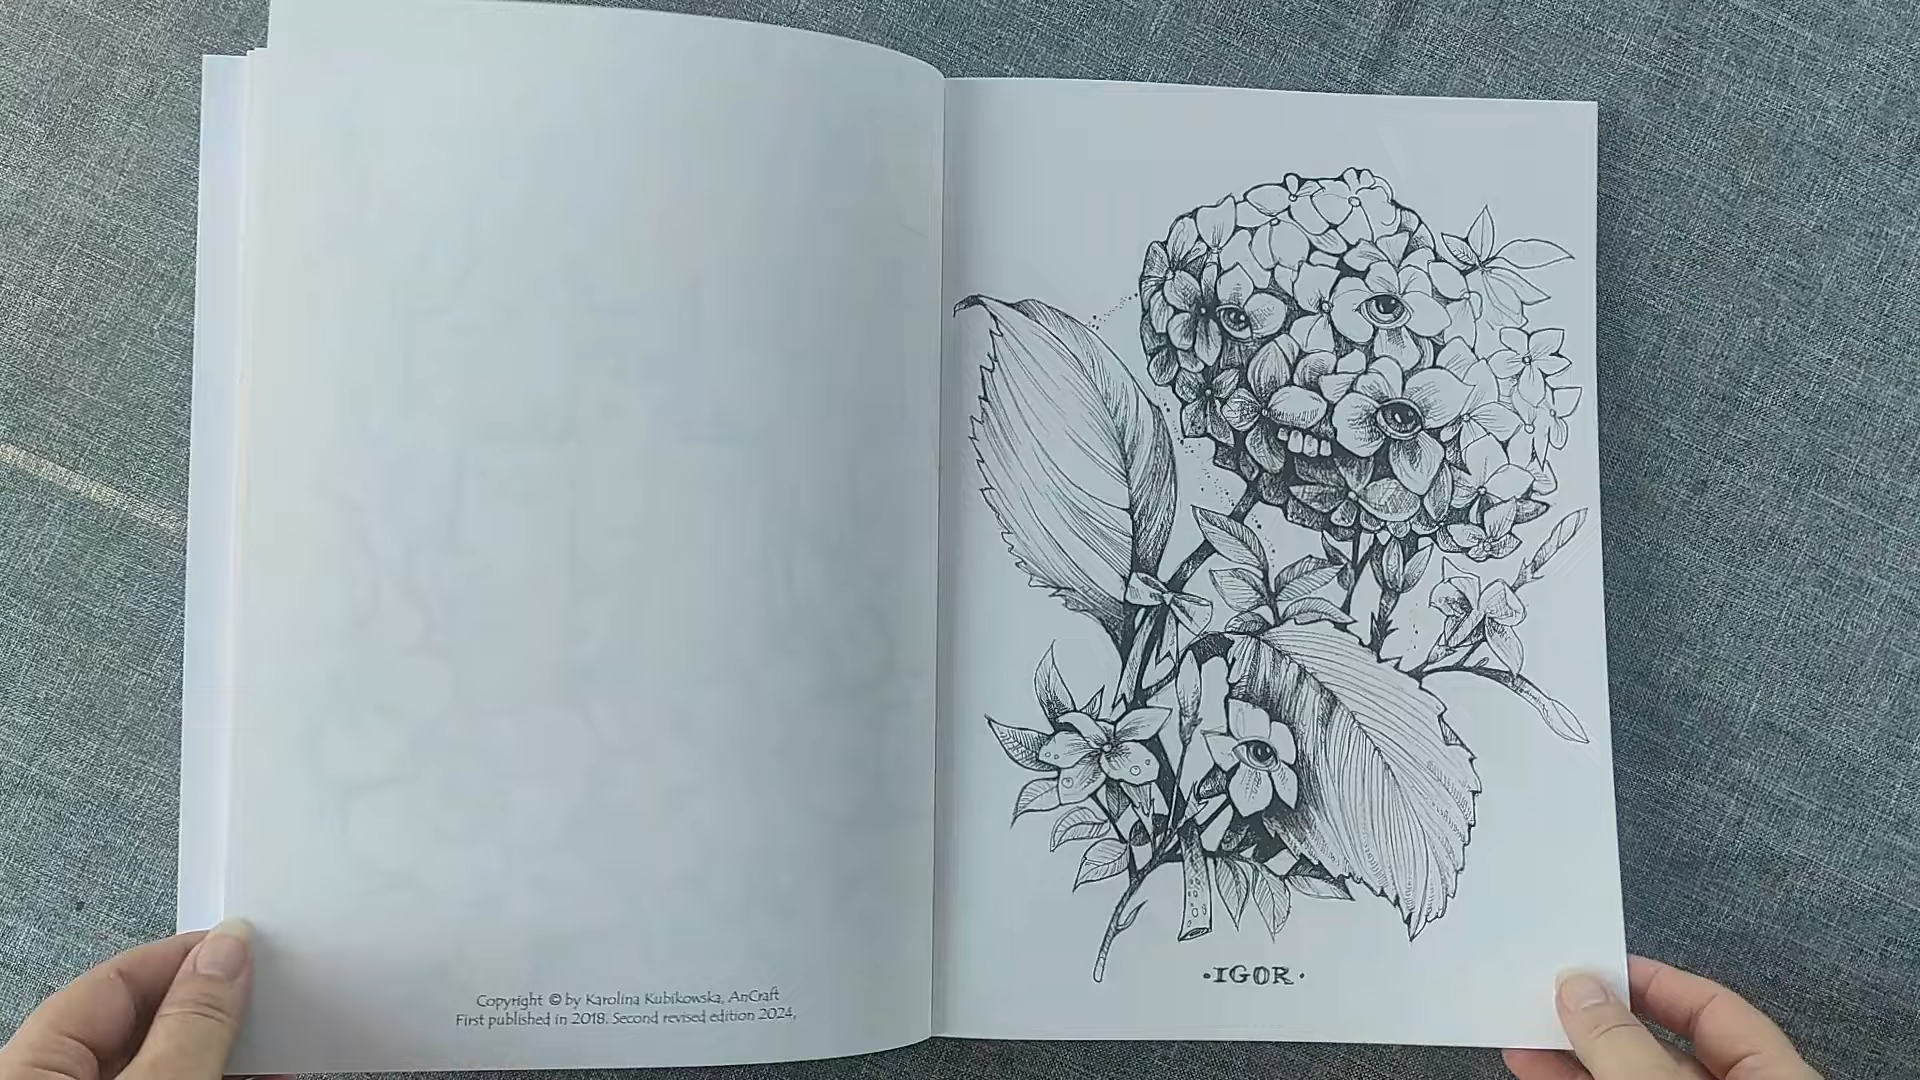 Copyright © by Karolina Kubikowska, AnCraft
First published in 2018. Second revised edition 2024,
·IGOR·